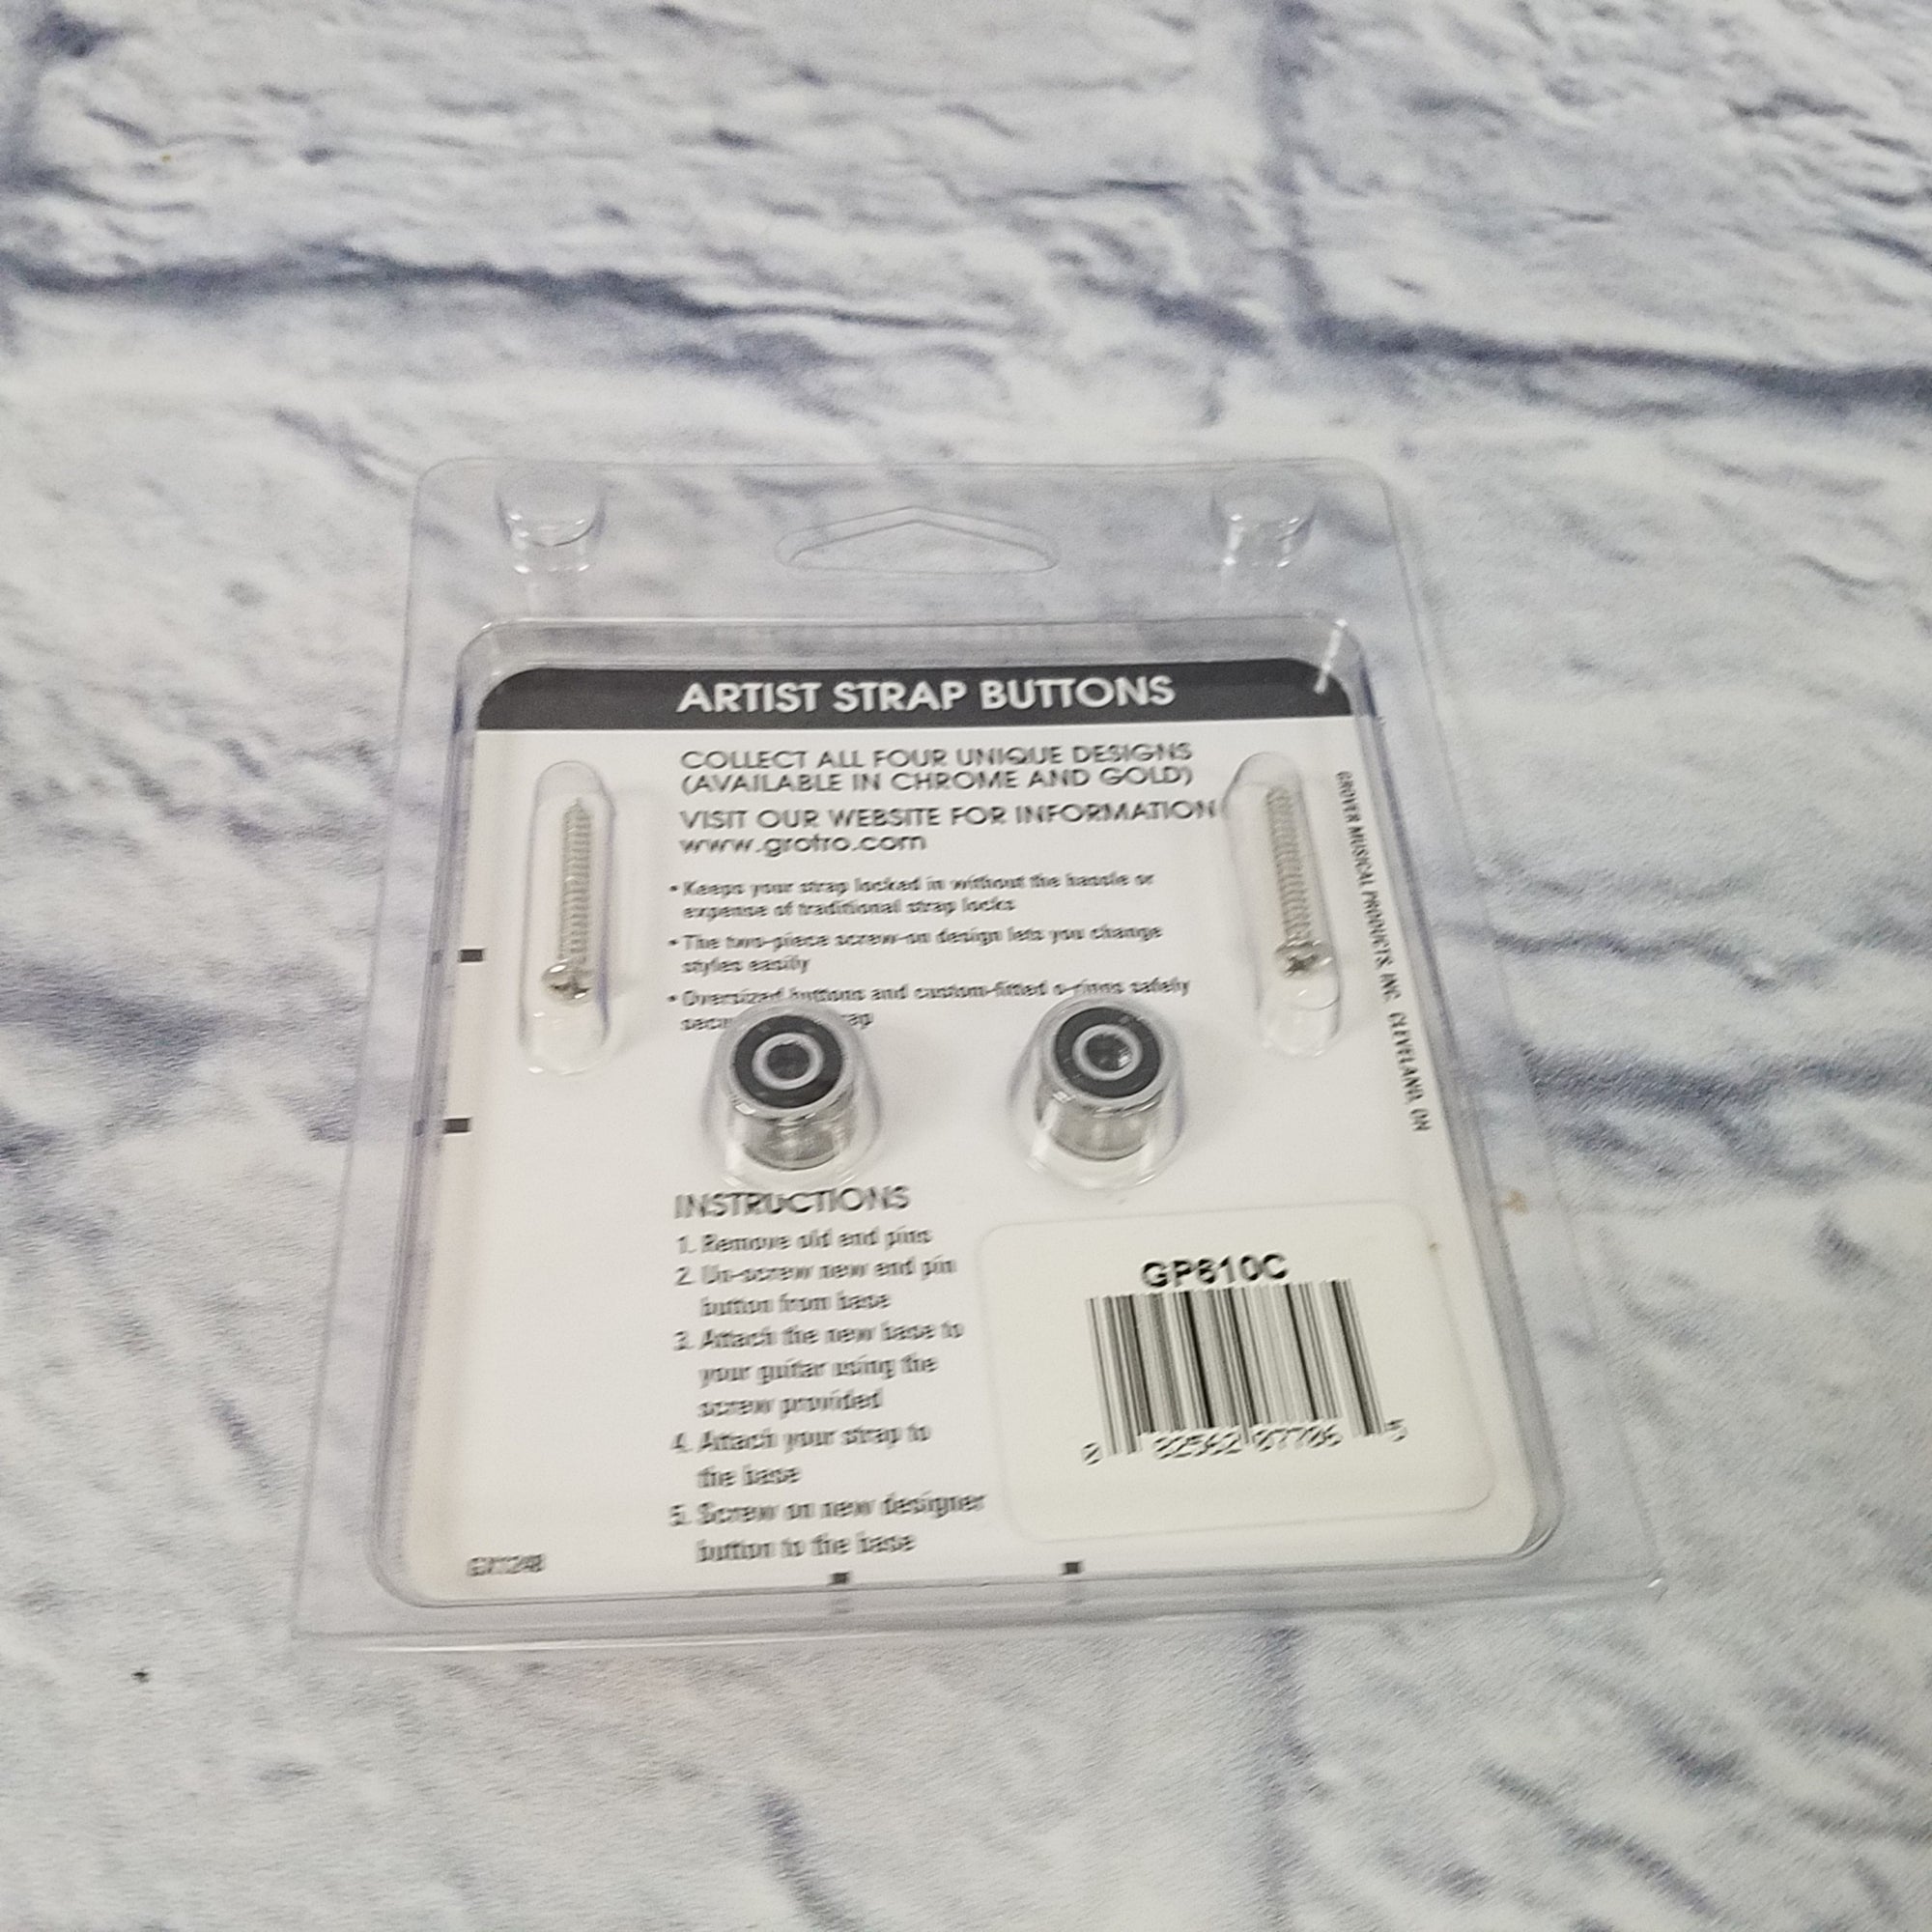 ARTIST STRAP BUTTONS
COLLECT ALL FOUR UNIQUE DESIGNS
(AVAILABLE IN CHROME AND GOLD)
VISIT OUR WEBSITE FOR INFORMATION
www.grotro.com
• Keeps your strap locked in without the hassle or
expense of traditional strap locks
• The two-piece screw-on design lets you change
styles easily
• Oversized buttons and custom-fitted o-rings safely
GROVER MUSICAL PRODUCTS, INC. CLEVELAND, OH
INSTRUCTIONS
1. Remove old end pins
2. Un-screw new end pin
button from base
3. Attach the new base to
your guitar using the
screw provided
4. Attach your strap to
the base
5. Screw on new designer
button to the base
GP610C